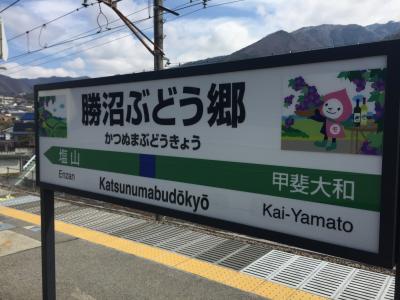 勝沼ぶどう郷
かつぬまぶどうきょう
塩山
Enzan
Katsunumabudōkyō
甲斐大和
Kai-Yamato